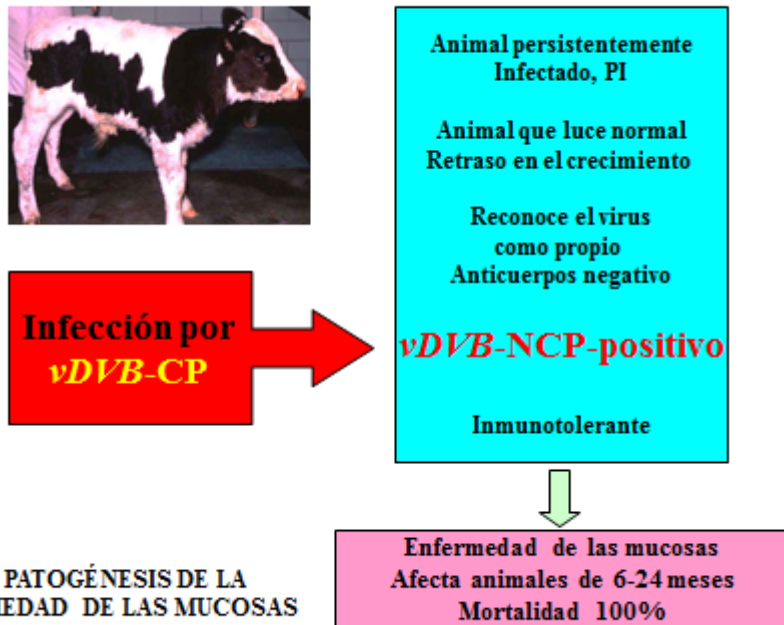 Animal persistentemente
Infectado, PI
Animal que luce normal
Retraso en el crecimiento
Reconoce el virus
como propio
Anticuerpos negativo
vDVB-NCP-positivo
Inmunotolerante
Infección por
vDVB-CP
Enfermedad de las mucosas
Afecta animales de 6-24 meses
Mortalidad 100%
PATOGÉNESIS DE LA
DE LAS MUCOSAS